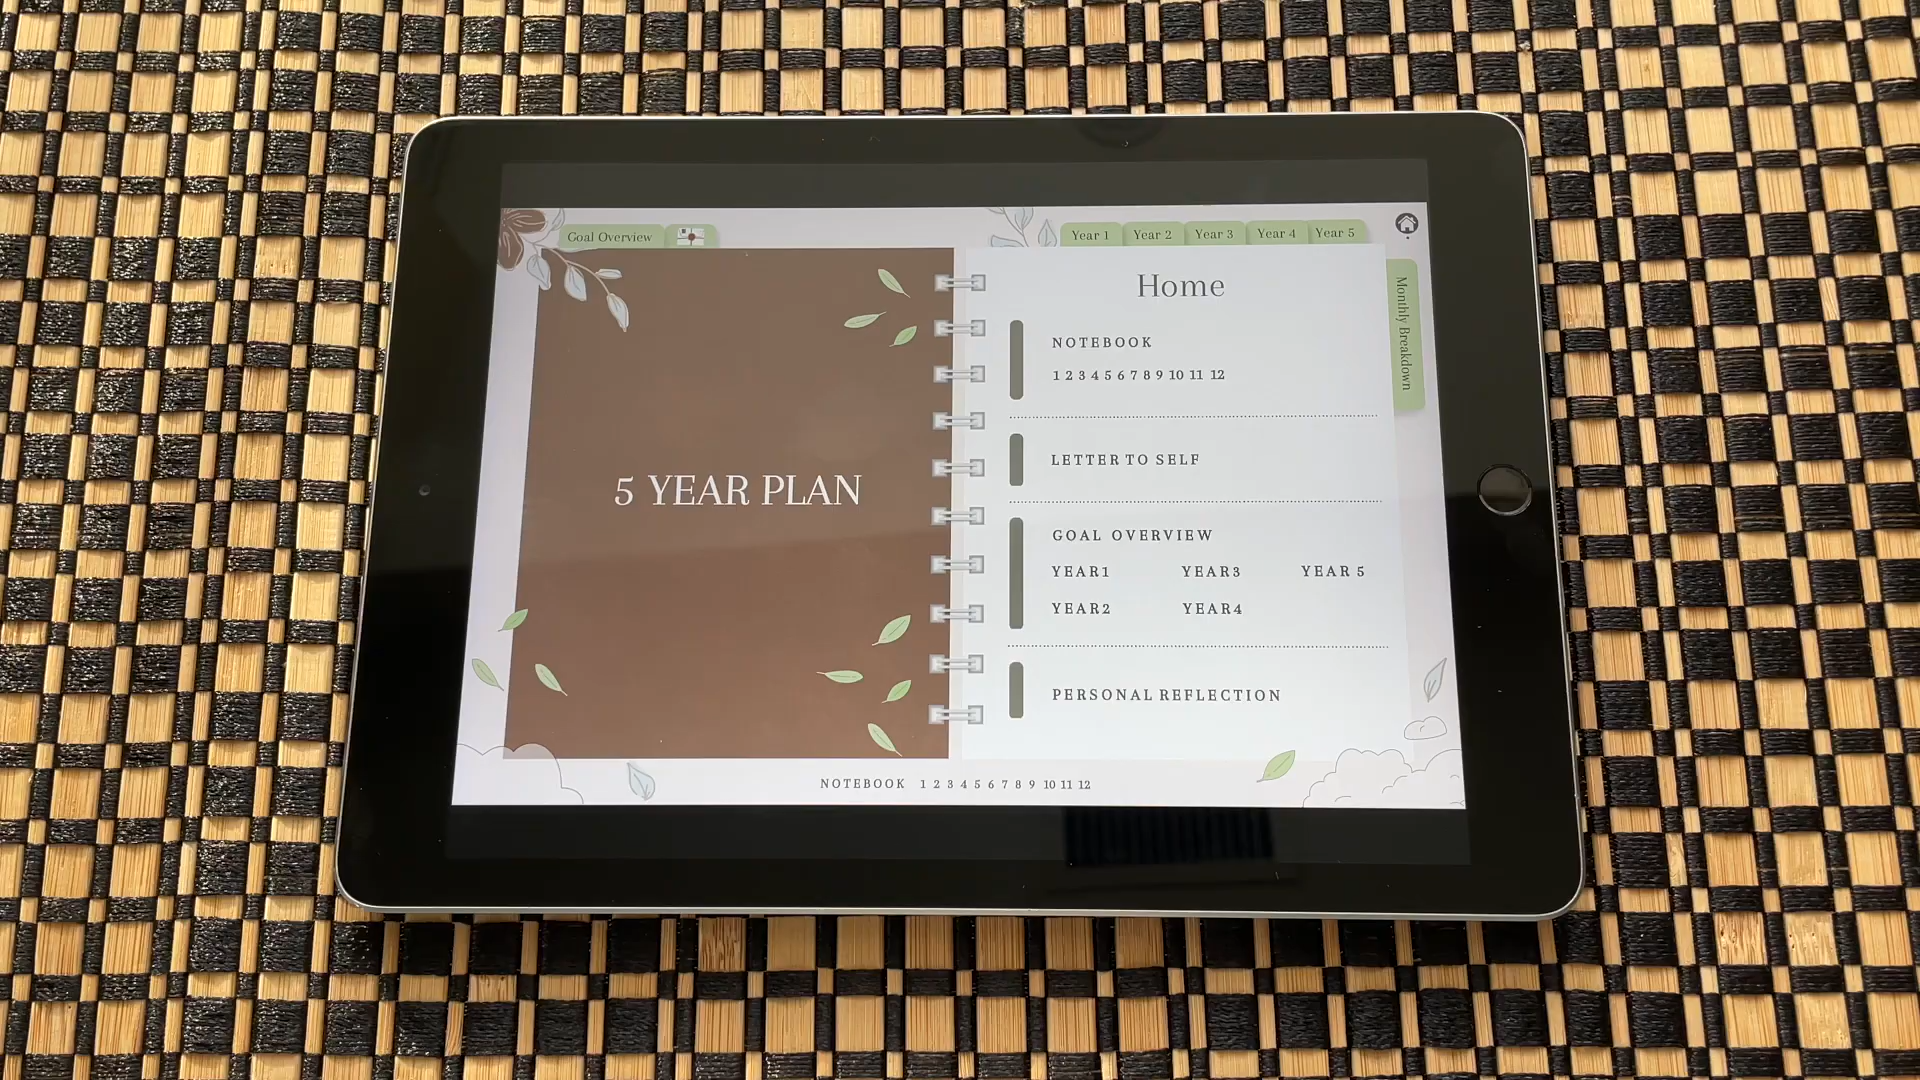 Goal Overview
Year 1 Year 2 Year 3 Year 4 Year 5
Monthly Breakdown
5 YEAR PLAN
Home
NOTEBOOK
1 2 3 4 5 6 7 8 9 10 11 12
LETTER TO SELF
GOAL OVERVIEW
YEAR1 YEAR3 YEAR 5
YEAR2 YEAR4
PERSONAL REFLECTION
NOTEBOOK 1 2 3 4 5 6 7 8 9 10 11 12